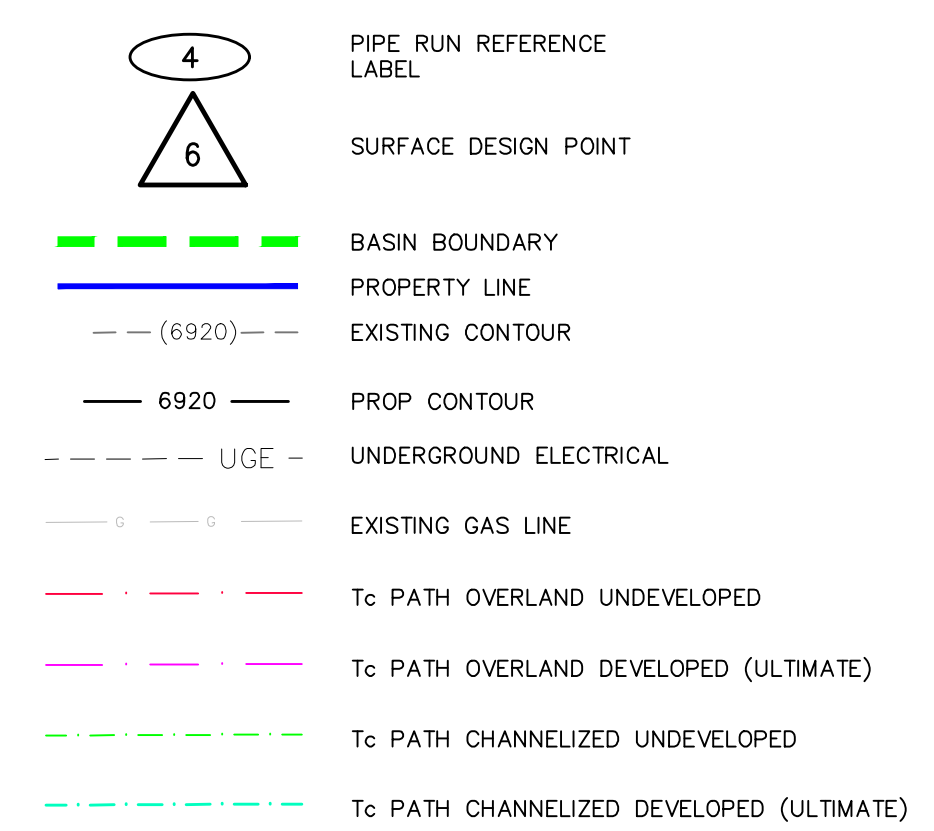 4 PIPE RUN REFERENCE
LABEL
6 SURFACE DESIGN POINT
BASIN BOUNDARY
PROPERTY LINE
(6920) EXISTING CONTOUR
6920 PROP CONTOUR
UGE UNDERGROUND ELECTRICAL
G G EXISTING GAS LINE
Tc PATH OVERLAND UNDEVELOPED
Tc PATH OVERLAND DEVELOPED (ULTIMATE)
Tc PATH CHANNELIZED UNDEVELOPED
Tc PATH CHANNELIZED DEVELOPED (ULTIMATE)